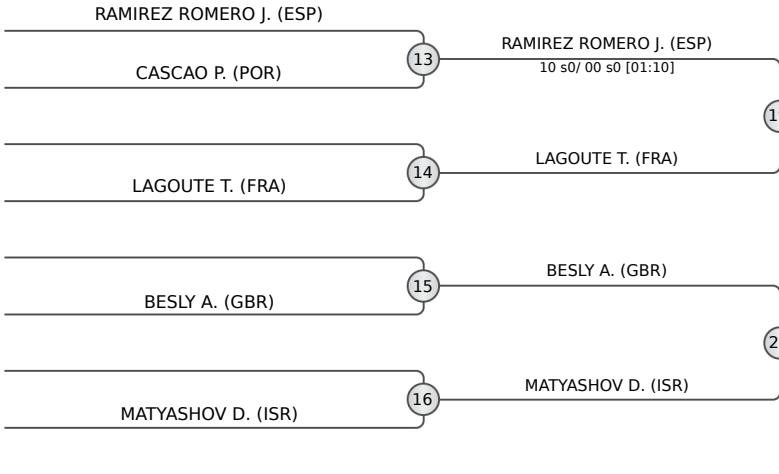 RAMIREZ ROMERO J. (ESP)
13
RAMIREZ ROMERO J. (ESP)
10 s0/ 00 s0 [01:10]
CASCAO P. (POR)
LAGOUTE T. (FRA)
14
LAGOUTE T. (FRA)
BESLY A. (GBR)
15
BESLY A. (GBR)
MATYASHOV D. (ISR)
16
MATYASHOV D. (ISR)